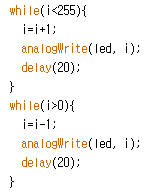 while(i<255){
  i=i+1;
  analogWrite(led, i);
  delay(20);
}
while(i>0){
  i=i-1;
  analogWrite(led, i);
  delay(20);
}